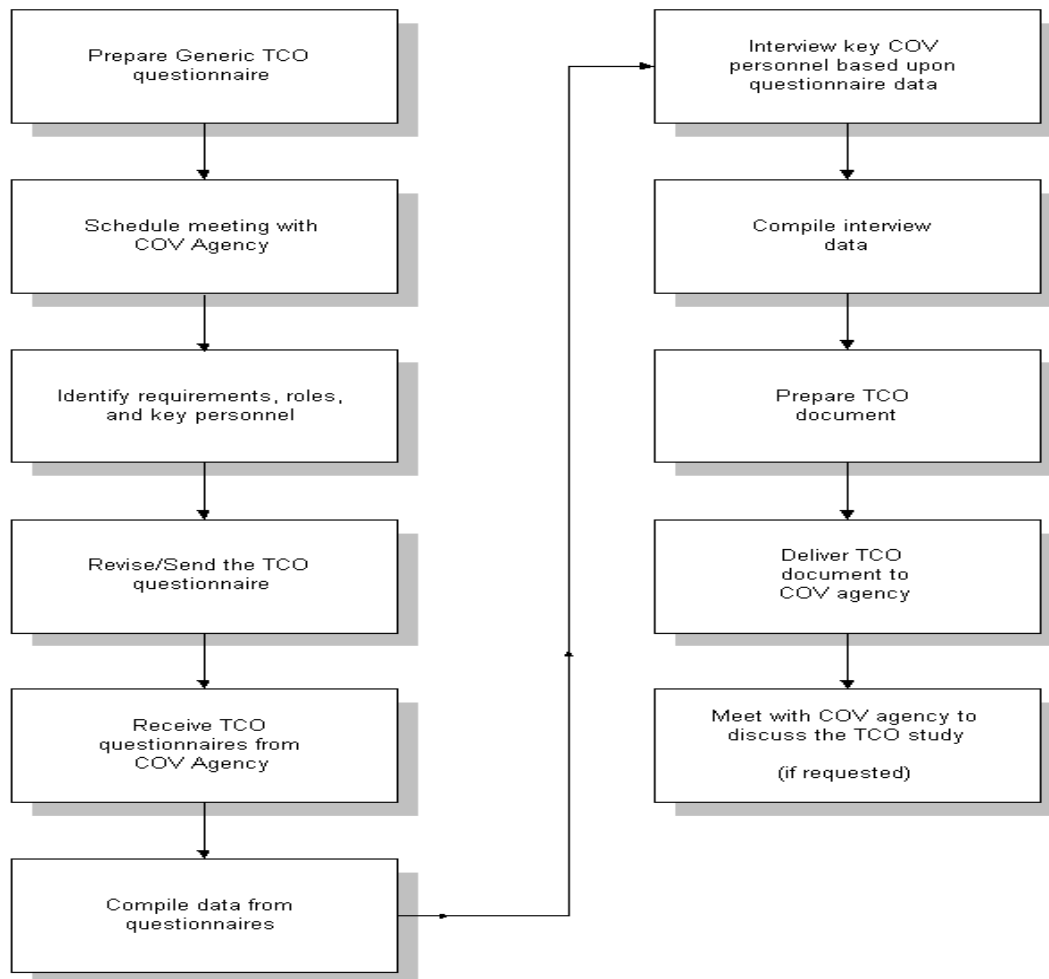 Prepare Generic TCO
questionnaire
Schedule meeting with
COV Agency
Identify requirements, roles,
and key personnel
Revise/Send the TCO
questionnaire
Receive TCO
questionnaires from
COV Agency
Compile data from
questionnaires
Interview key COV
personnel based upon
questionnaire data
Compile interview
data
Prepare TCO
document
Deliver TCO
document to
COV agency
Meet with COV agency to
discuss the TCO study
(if requested)